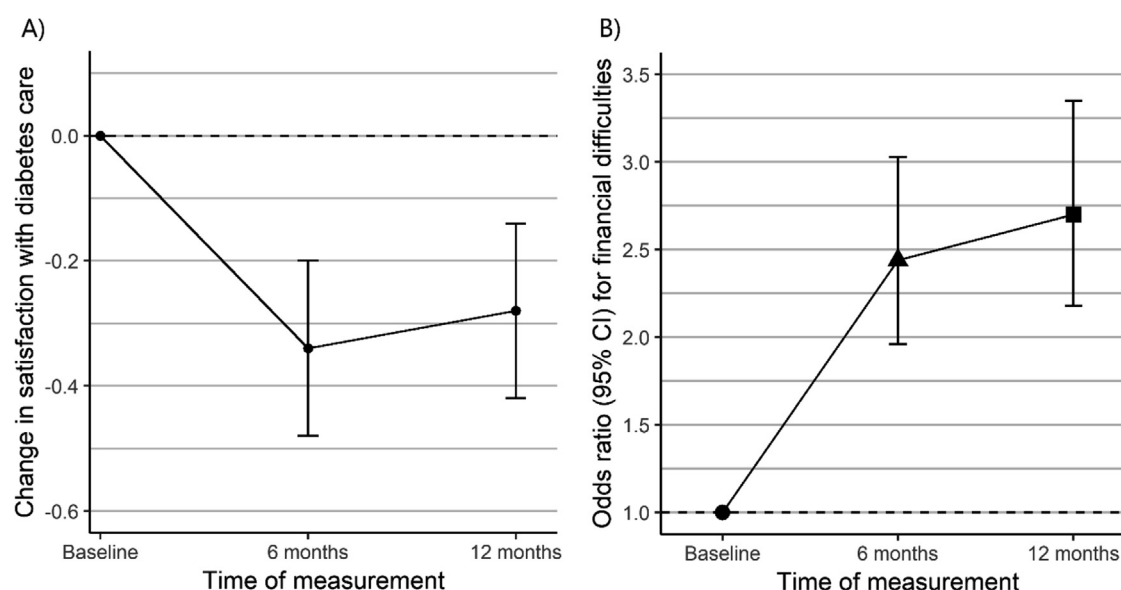 A)
Change in satisfaction with diabetes care
0.0
-0.2
-0.4
-0.6
Baseline
6 months
12 months
Time of measurement
B)
Odds ratio (95% CI) for financial difficulties
3.5
3.0
2.5
2.0
1.5
1.0
Baseline
6 months
12 months
Time of measurement